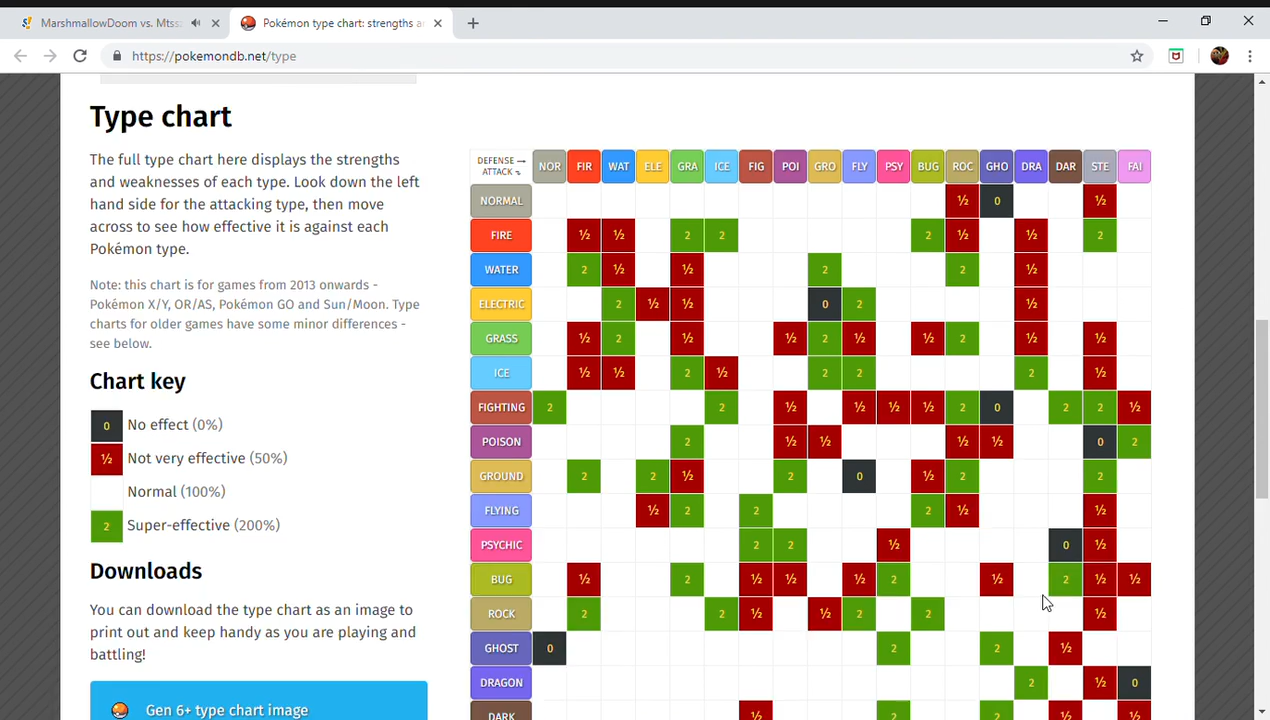 MarshmallowDoom vs. Mtss
Pokémon type chart: strengths a
https://pokemondb.net/type
Type chart
The full type chart here displays the strengths
and weaknesses of each type. Look down the left
hand side for the attacking type, then move
across to see how effective it is against each
Pokémon type.
Note: this chart is for games from 2013 onwards -
Pokémon X/Y, OR/AS, Pokémon GO and Sun/Moon. Type
charts for older games have some minor differences -
see below.
Chart key
0 No effect (0%)
½ Not very effective (50%)
Normal (100%)
2 Super-effective (200%)
Downloads
You can download the type chart as an image to
print out and keep handy as you are playing and
battling!
Gen 6+ type chart image
DEFENSE → NOR FIR WAT ELE GRA ICE FIG POI GRO FLY PSY BUG ROC GHO DRA DAR STE FAI
ATTACK ⤵
NORMAL ½ 0 ½
FIRE ½ ½ 2 2 2 ½ ½ 2
WATER 2 ½ ½ 2 2 ½
ELECTRIC 2 ½ ½ 0 2 ½
GRASS ½ 2 ½ ½ 2 ½ ½ 2 ½ ½
ICE ½ ½ 2 ½ 2 2 2 ½
FIGHTING 2 2 ½ ½ ½ ½ 2 0 2 2 ½
POISON 2 ½ ½ ½ ½ 0 2
GROUND 2 2 ½ 2 0 ½ 2 2
FLYING ½ 2 2 2 ½ ½
PSYCHIC 2 2 ½ 0 ½
BUG ½ 2 ½ ½ ½ 2 ½ 2 ½ ½
ROCK 2 2 ½ ½ 2 2 ½
GHOST 0 2 2 ½
DRAGON 2 ½ 0
DARK ½ 2 2 ½ ½